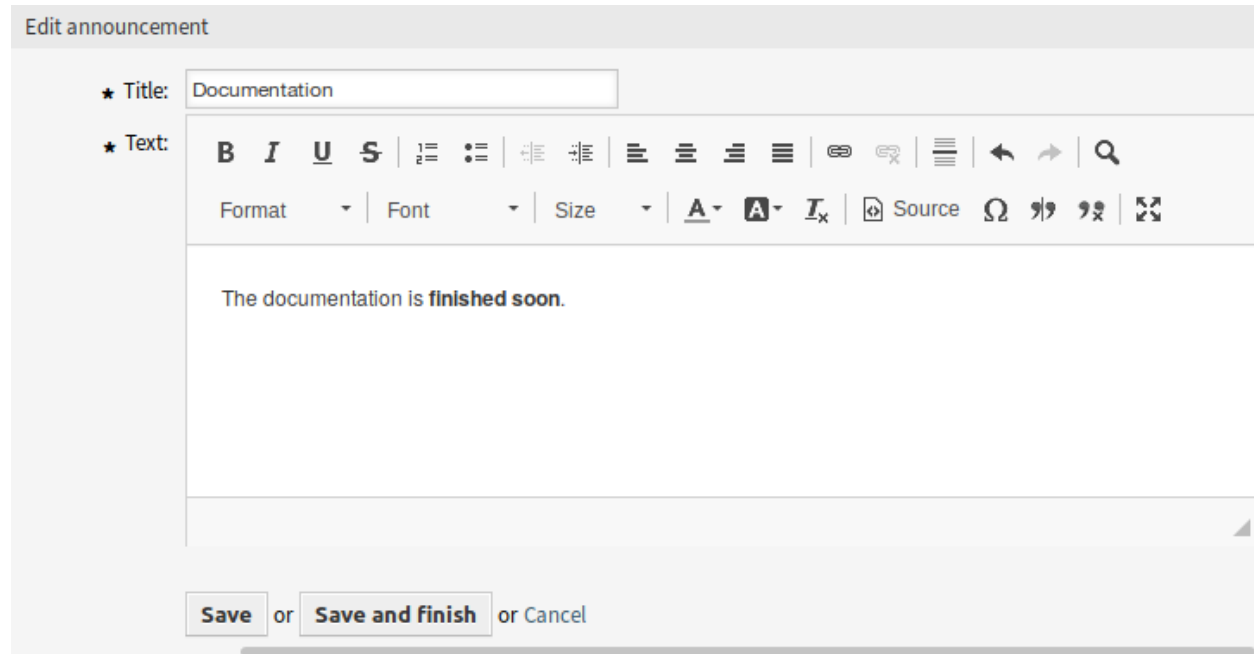 Edit announcement
★ Title: Documentation
★ Text:
B I U S
Format Font Size A A Ix Source Ω
The documentation is finished soon.
Save or Save and finish or Cancel